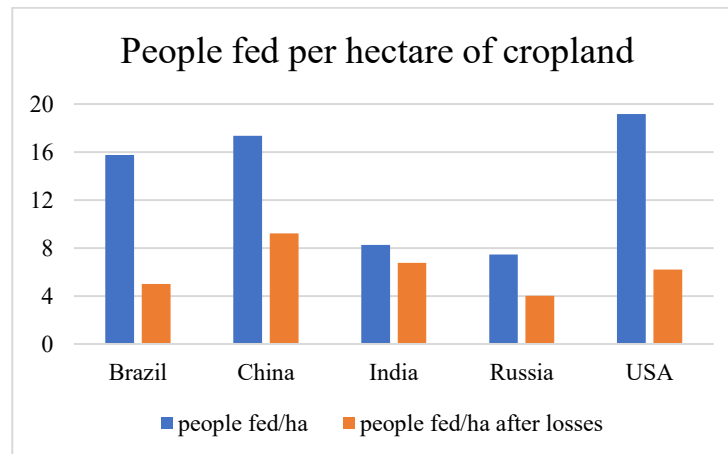 People fed per hectare of cropland
20
16
12
8
4
0
Brazil China India Russia USA
people fed/ha people fed/ha after losses